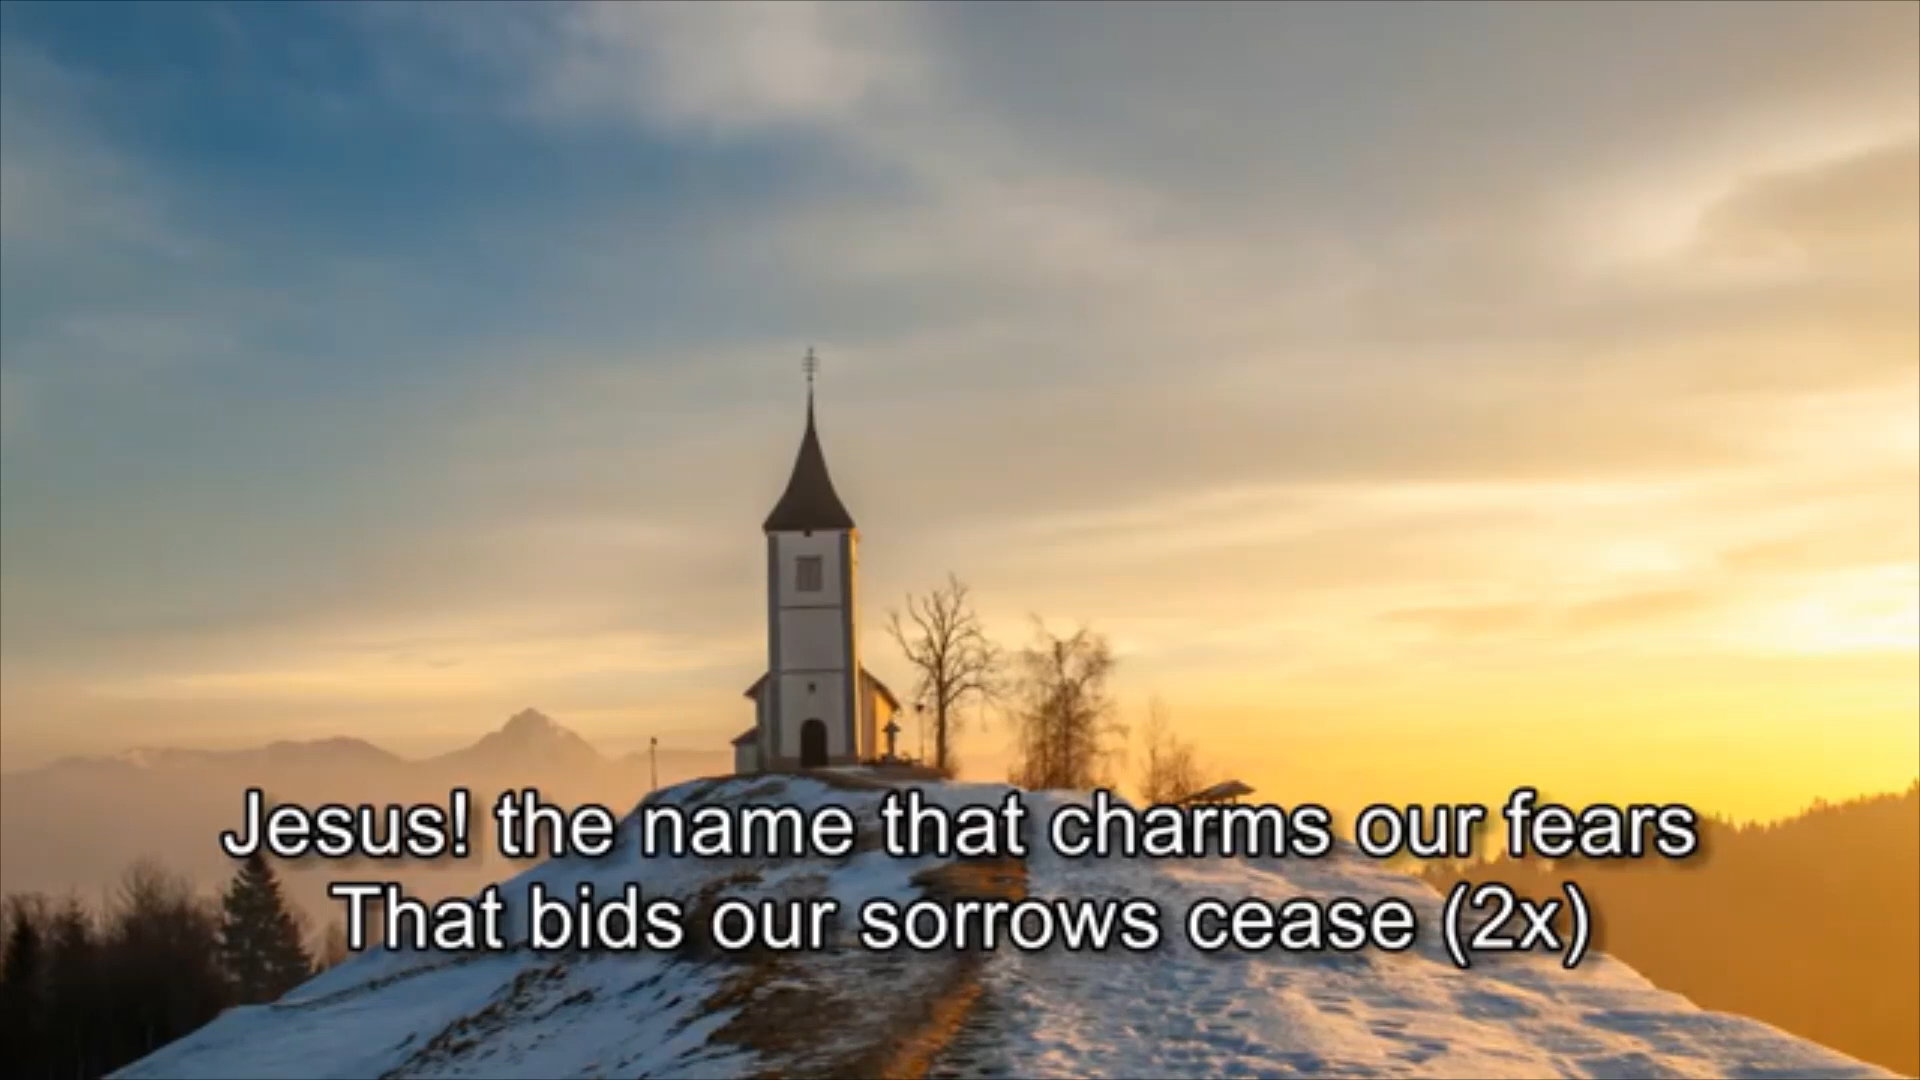 Jesus! the name that charms our fears
That bids our sorrows cease (2x)